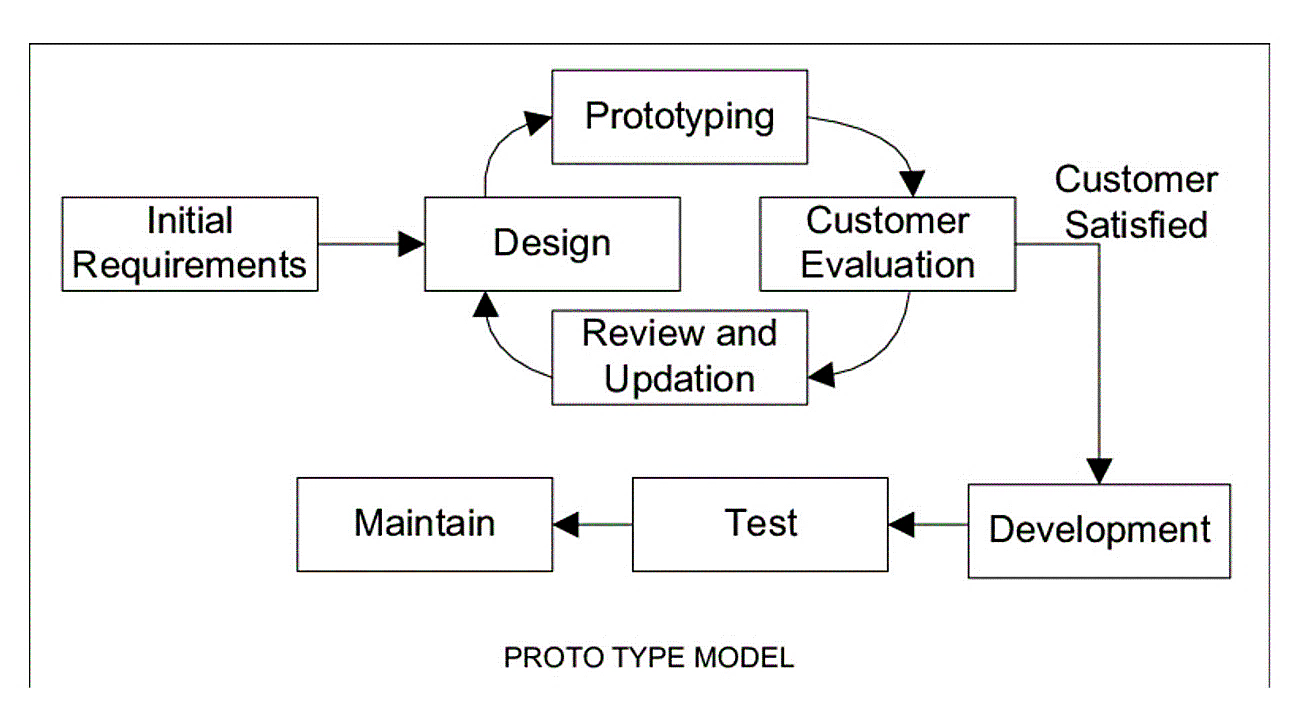 Prototyping
Customer
Satisfied
Initial
Requirements
Design
Customer
Evaluation
Review and
Updation
Maintain
Test
Development
PROTO TYPE MODEL